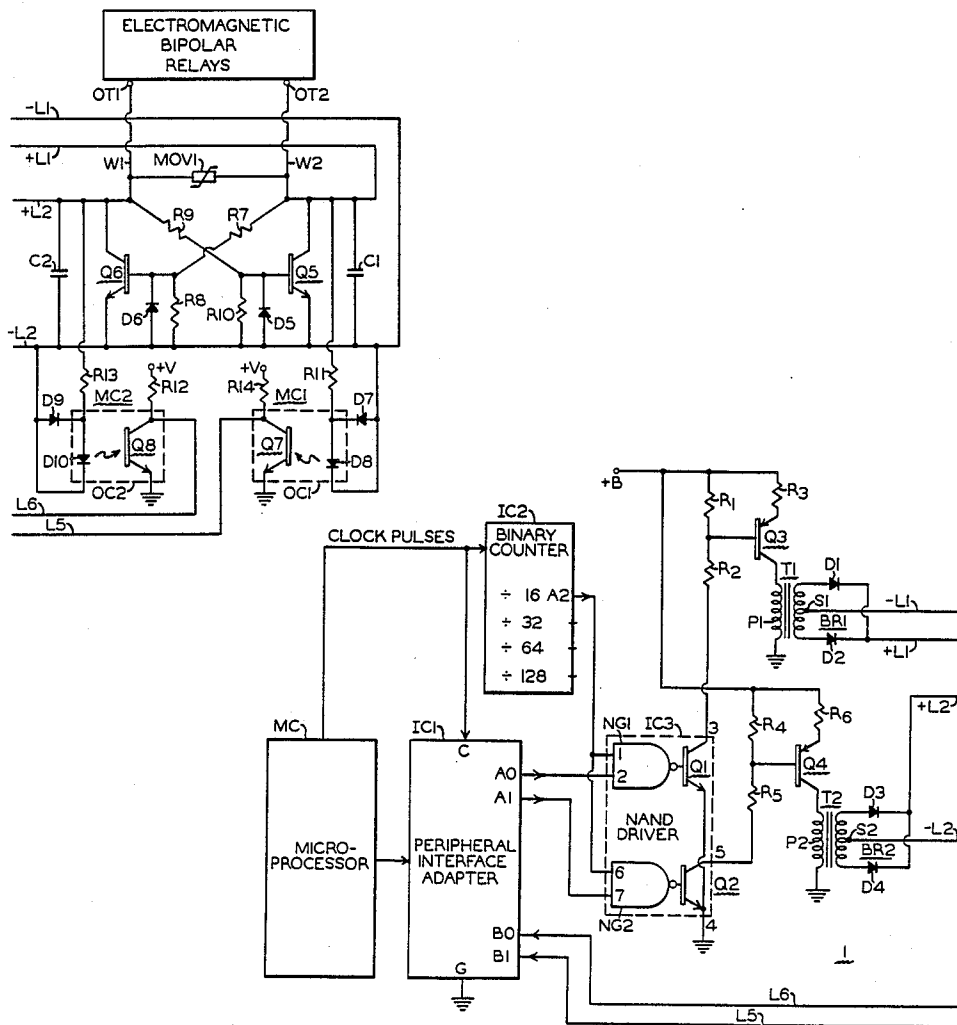 ELECTROMAGNETIC
BIPOLAR
RELAYS
OT1
OT2
-L1
+L1
W1
MOV1
W2
+L2
R9
R7
C2
Q6
Q5
C1
D6
R8
R10
D5
-L2
R13
+V
R12
+V
R14
R11
D9
MC2
MC1
D7
D10
Q8
Q7
D8
OC2
OC1
L6
L5
CLOCK PULSES
IC2
BINARY
COUNTER
÷ 16 A2
÷ 32
÷ 64
÷ 128
+B
R1
R3
Q3
R2
T1
D1
P1
S1
-L1
BR1
D2
+L1
+L2
MC
IC1
C
NG1
IC3
3
R4
R6
1
2
Q1
Q4
A0
A1
R5
T2
D3
NAND
DRIVER
P2
S2
-L2
BR2
D4
MICRO-
PROCESSOR
PERIPHERAL
INTERFACE
ADAPTER
5
6
7
Q2
NG2
4
B0
B1
G
1
L6
L5